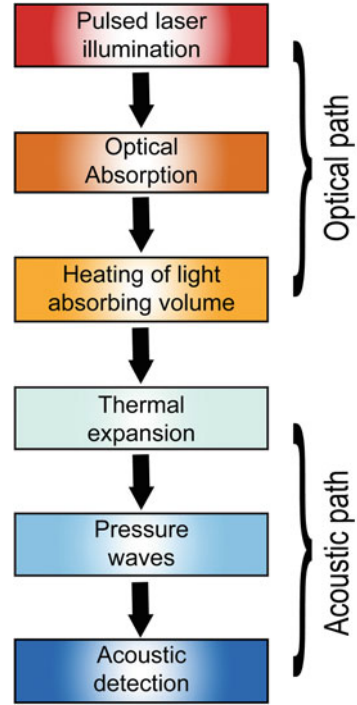 Pulsed laser
illumination
Optical
Absorption
Optical path
Heating of light
absorbing volume
Thermal
expansion
Pressure
waves
Acoustic path
Acoustic
detection